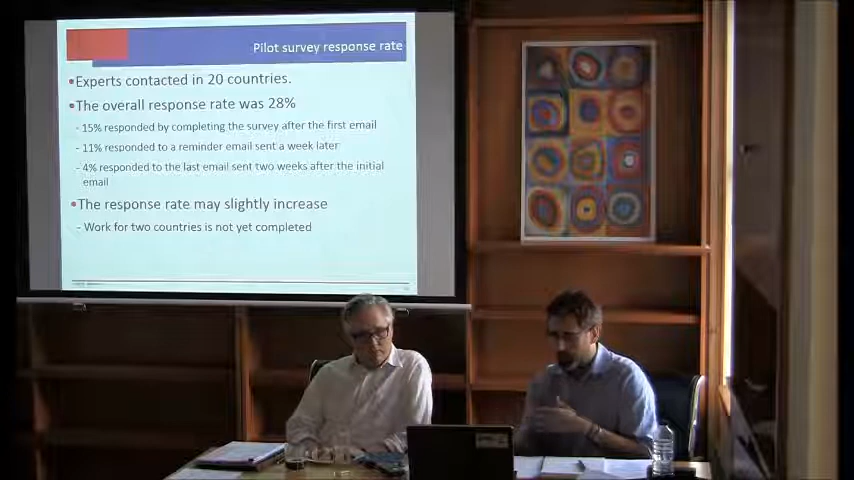 Pilot survey response rate
•Experts contacted in 20 countries.
•The overall response rate was 28%
- 15% responded by completing the survey after the first email
- 11% responded to a reminder email sent a week later
- 4% responded to the last email sent two weeks after the initial
email
•The response rate may slightly increase
- Work for two countries is not yet completed